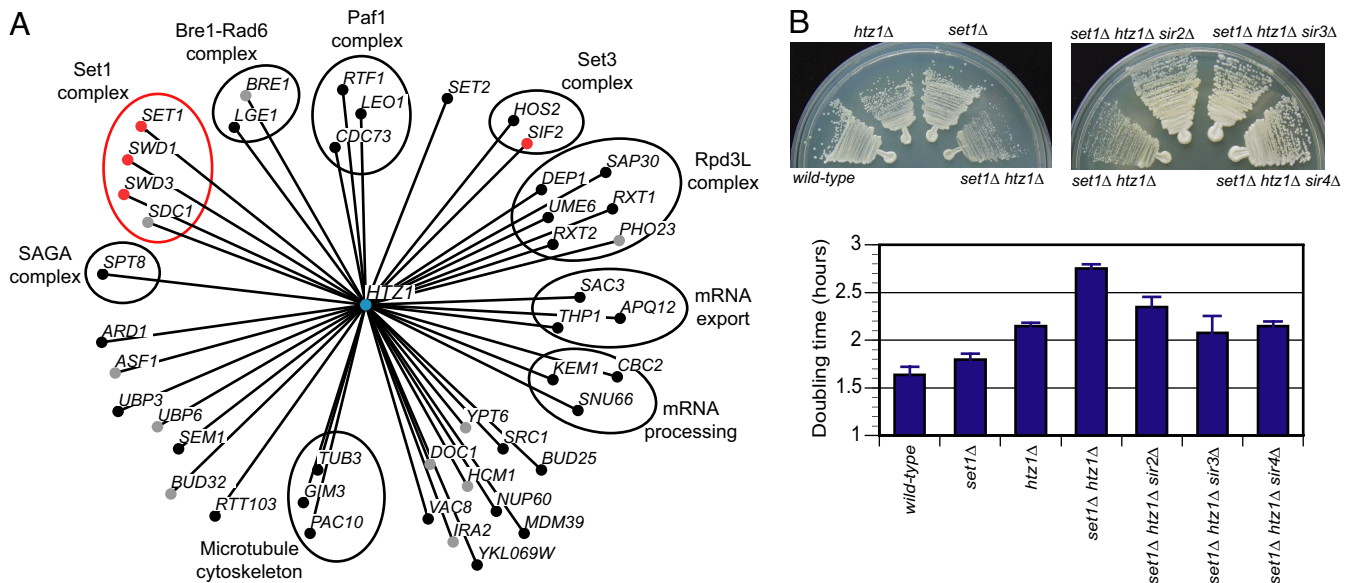 A
Bre1-Rad6
complex
Paf1
complex
Set1
complex
Set3
complex
BRE1
LGE1
RTF1
LEO1
CDC73
SET2
HOS2
SIF2
SET1
SWD1
SWD3
SDC1
Rpd3L
complex
SAP30
DEP1
UME6
RXT1
RXT2
PHO23
SAGA
complex
SPT8
HTZ1
SAC3
THP1
APQ12
mRNA
export
ARD1
ASF1
UBP3
UBP6
SEM1
BUD32
RTT103
KEM1
CBC2
SNU66
mRNA
processing
TUB3
GIM3
PAC10
Microtubule
cytoskeleton
YPT6
SRC1
BUD25
DOC1
HCM1
NUP60
VAC8
IRA2
MDM39
YKL069W
B
htz1Δ
set1Δ
wild-type
set1Δ htz1Δ
set1Δ htz1Δ sir2Δ
set1Δ htz1Δ sir3Δ
set1Δ htz1Δ
set1Δ htz1Δ sir4Δ
Doubling time (hours)
3
2.5
2
1.5
1
wild-type
set1Δ
htz1Δ
set1Δ htz1Δ
set1Δ htz1Δ sir2Δ
set1Δ htz1Δ sir3Δ
set1Δ htz1Δ sir4Δ